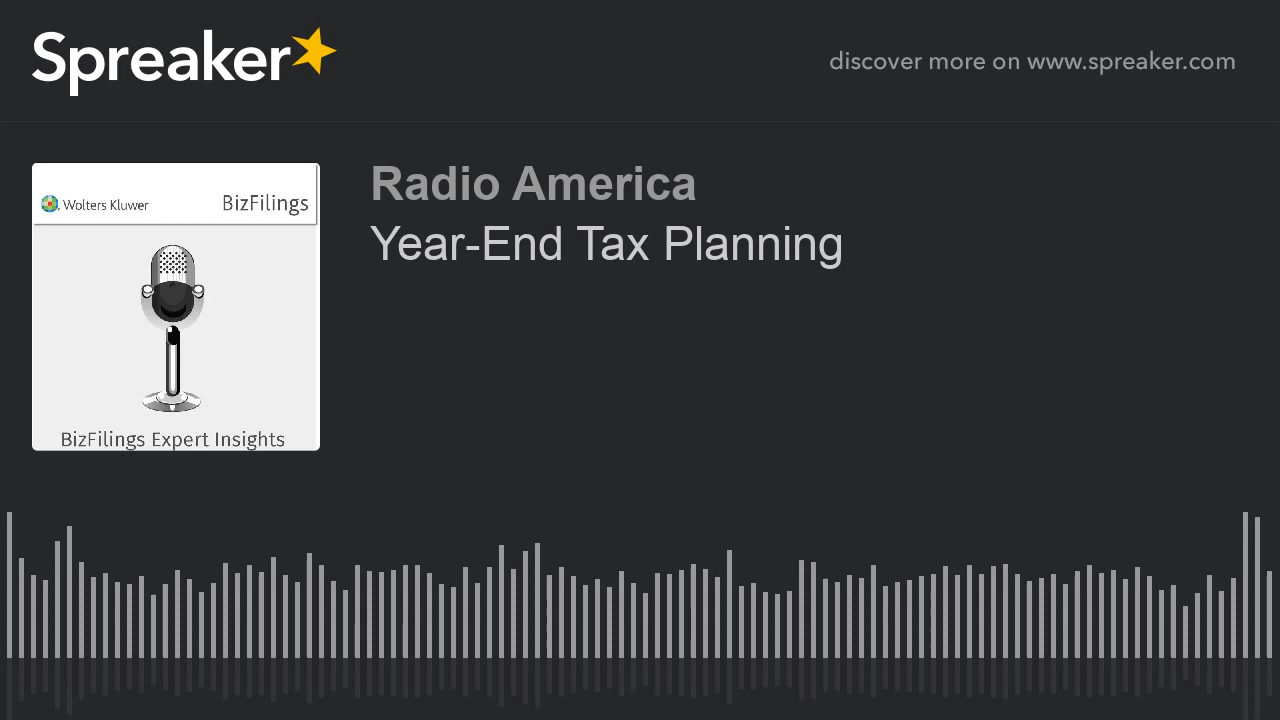 Spreaker
discover more on www.spreaker.com
Wolters Kluwer
BizFilings
BizFilings Expert Insights
Radio America
Year-End Tax Planning